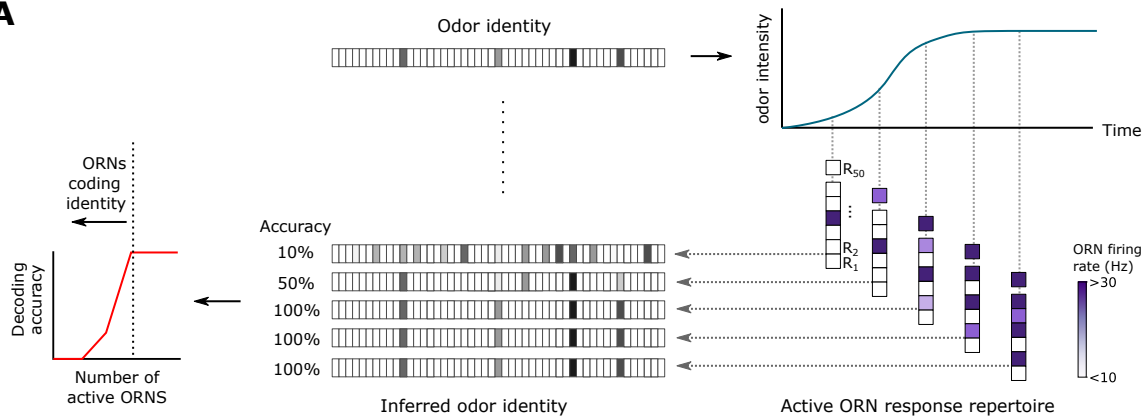 A
Odor identity
odor intensity
Time
ORNs
coding
identity
Decoding
accuracy
Number of
active ORNS
Accuracy
10%
50%
100%
100%
100%
Inferred odor identity
R50
...
R2
R1
ORN firing
rate (Hz)
>30
<10
Active ORN response repertoire